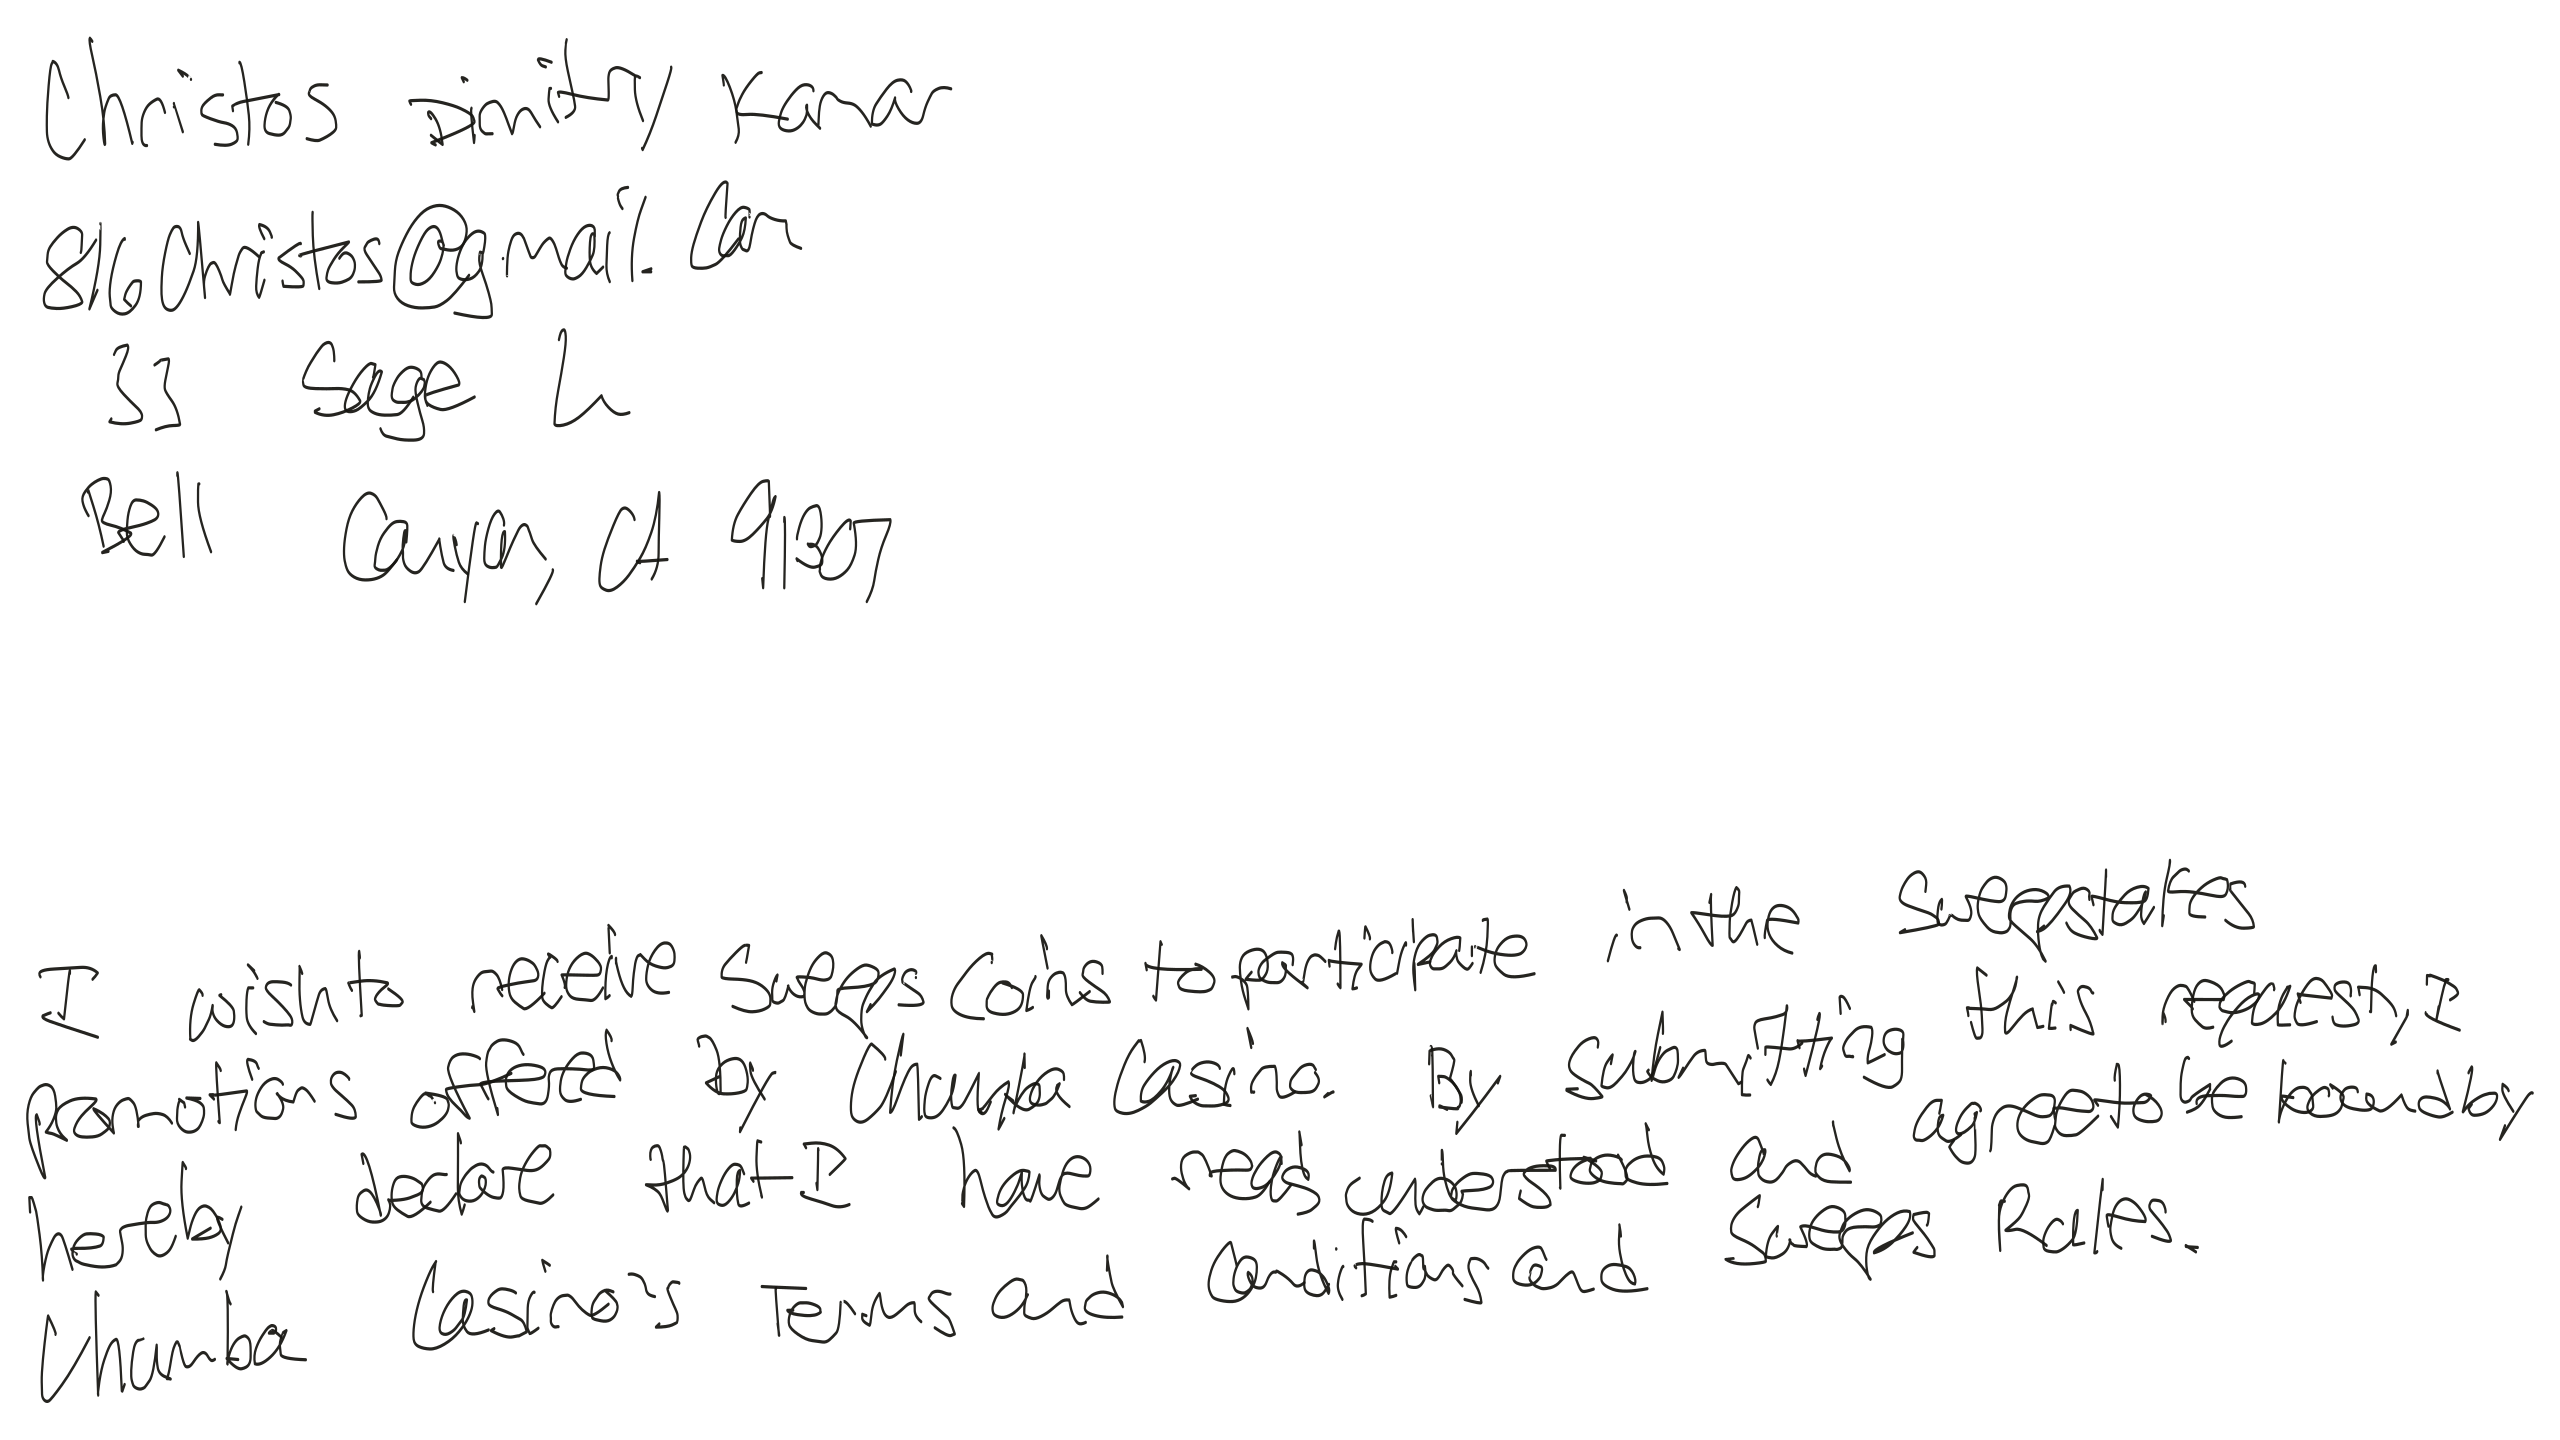 Christos Dimitry Kamar
816Christos@gmail.com
33 Sage Ln
Bell Canyon, CA 91307
I wish to receive Sweeps Coins to participate in the Sweepstakes
promotions offered by Chumba Casino. By submitting this request, I
hereby declare that I have read understood and agree to be bound by
Chumba Casino's Terms and Conditions and Sweeps Rules.